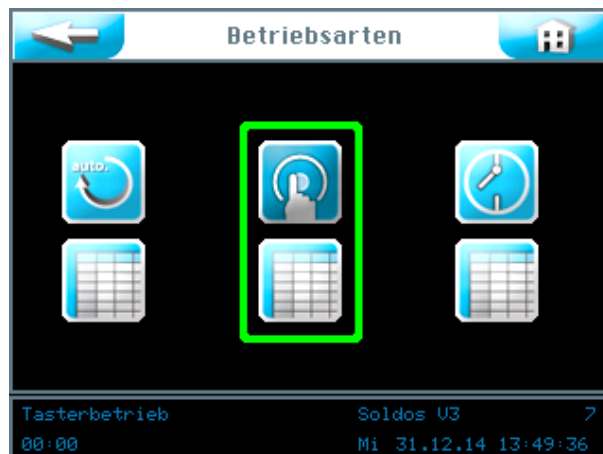 Betriebsarten
auto.
Tasterbetrieb Soldos V3 7
00:00 Mi 31.12.14 13:49:36